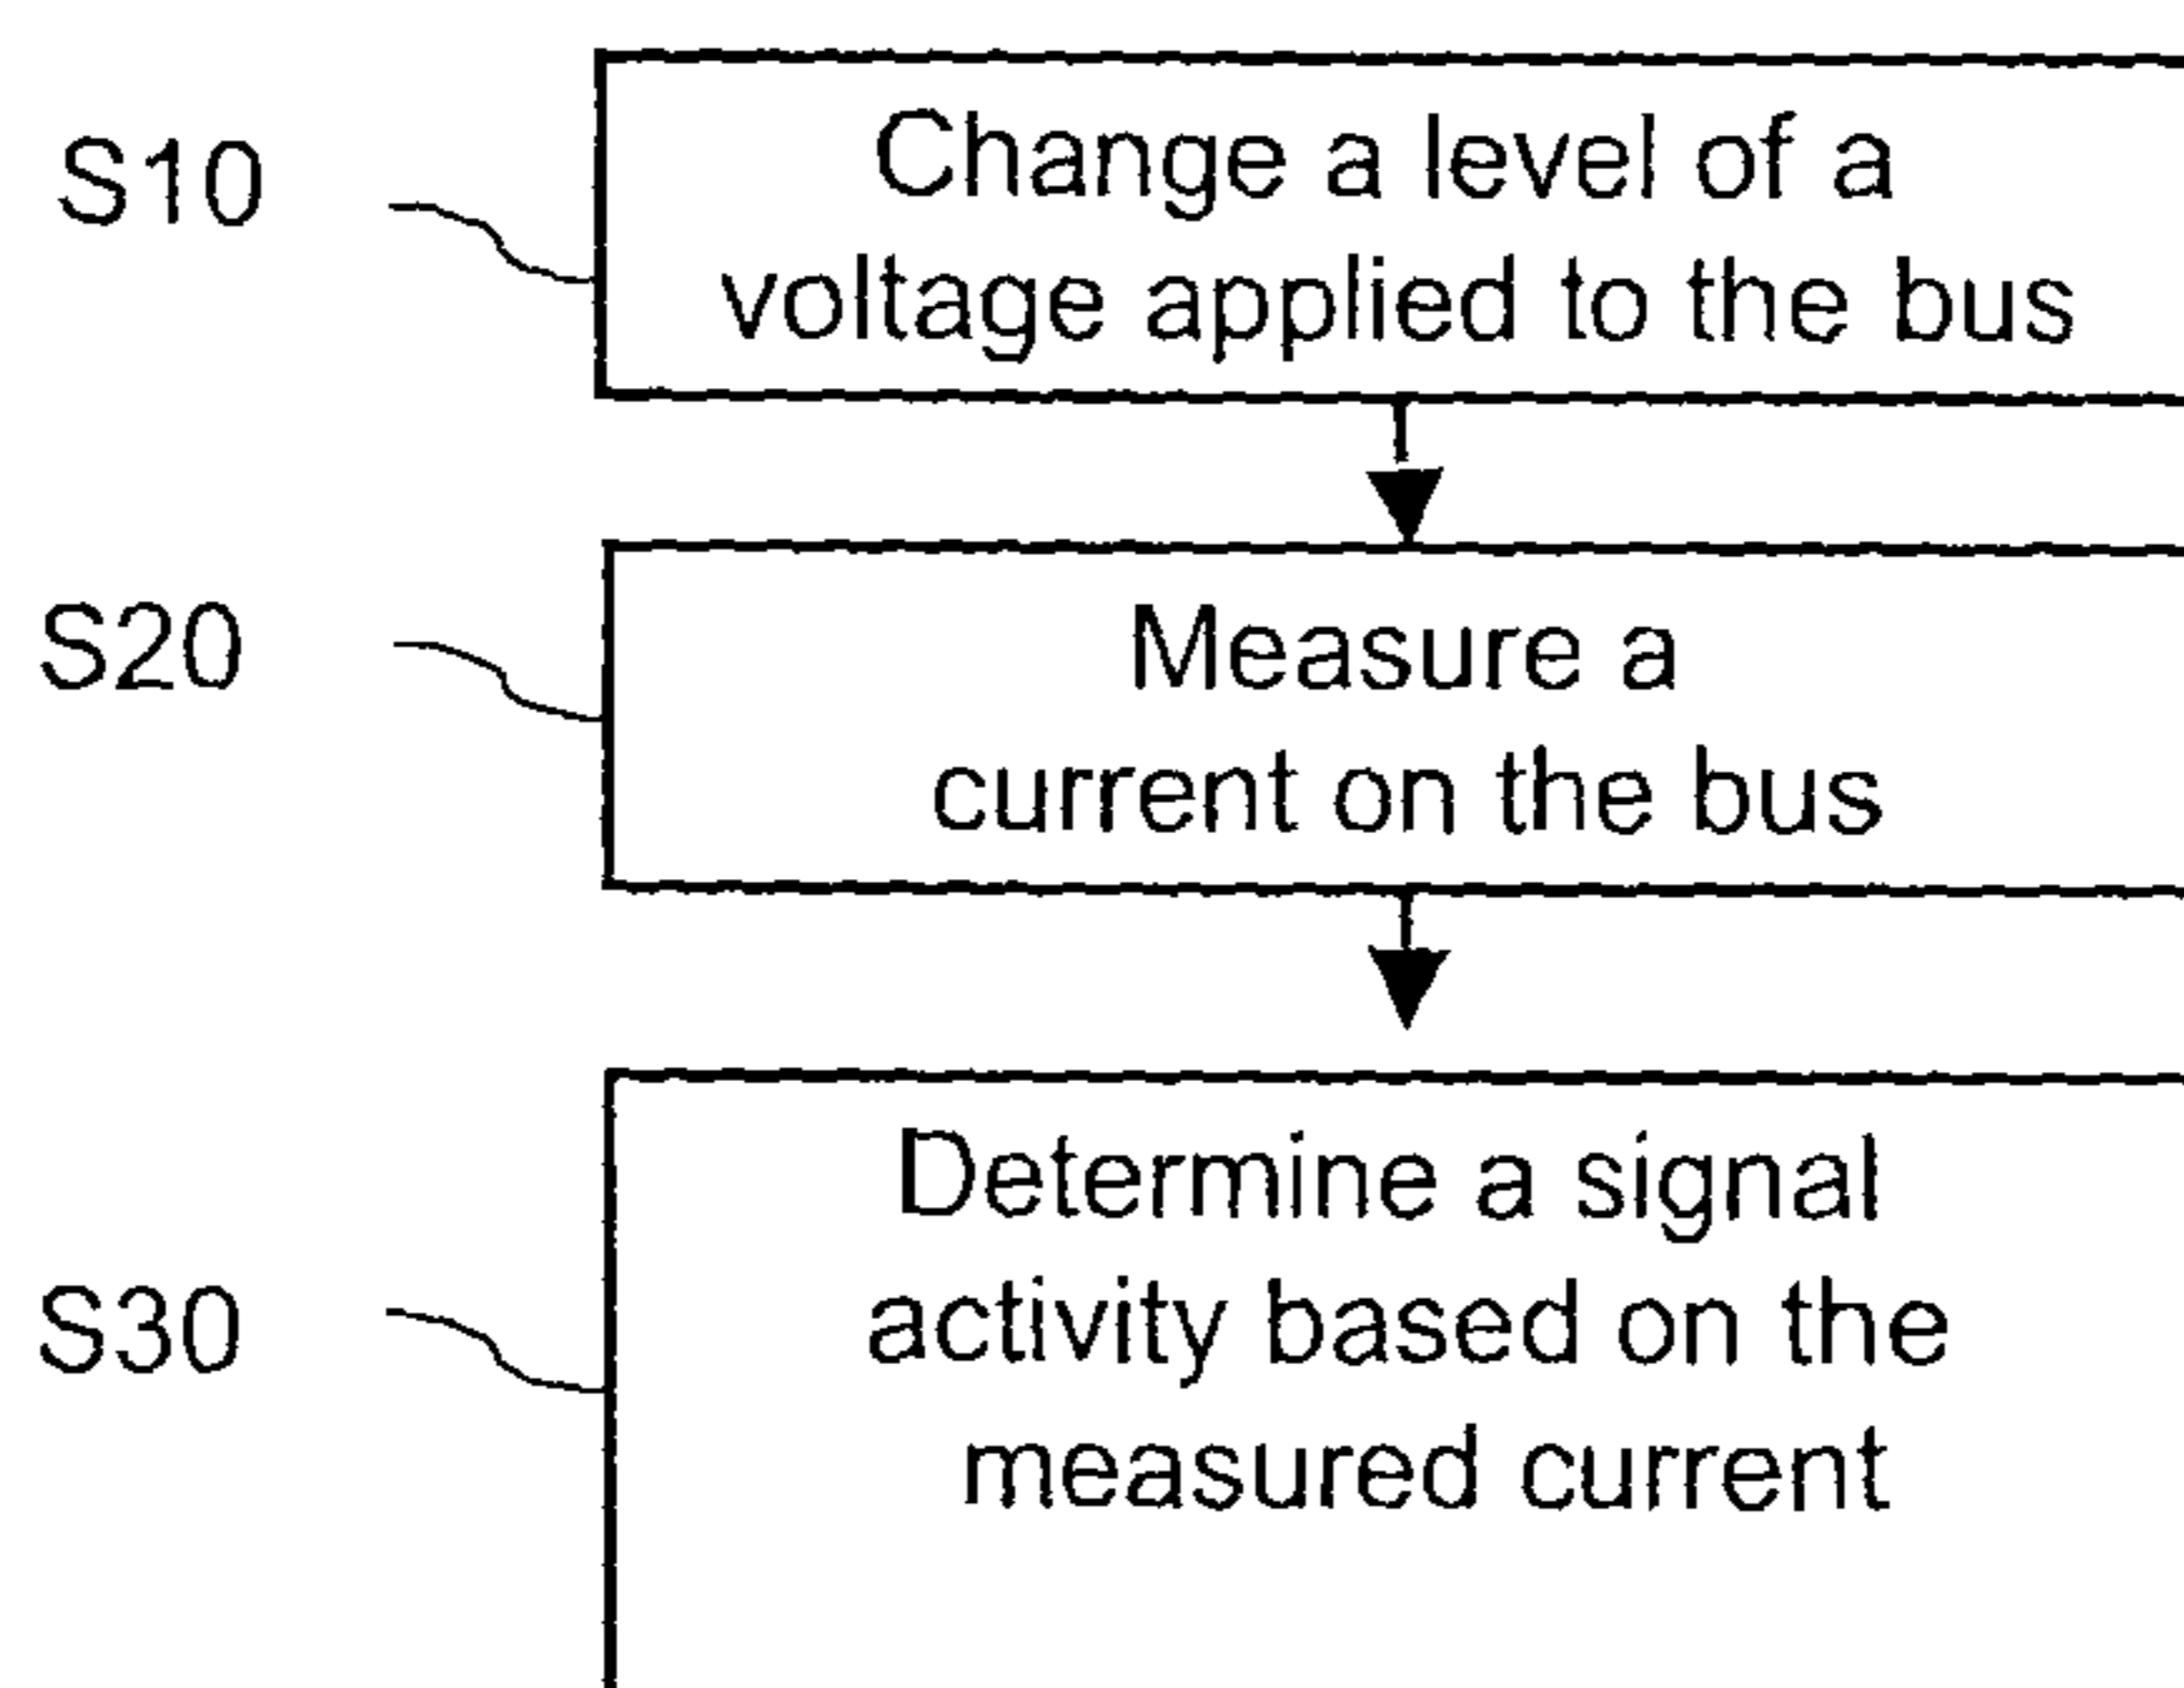 S10
Change a level of a
voltage applied to the bus
S20
Measure a
current on the bus
S30
Determine a signal
activity based on the
measured current